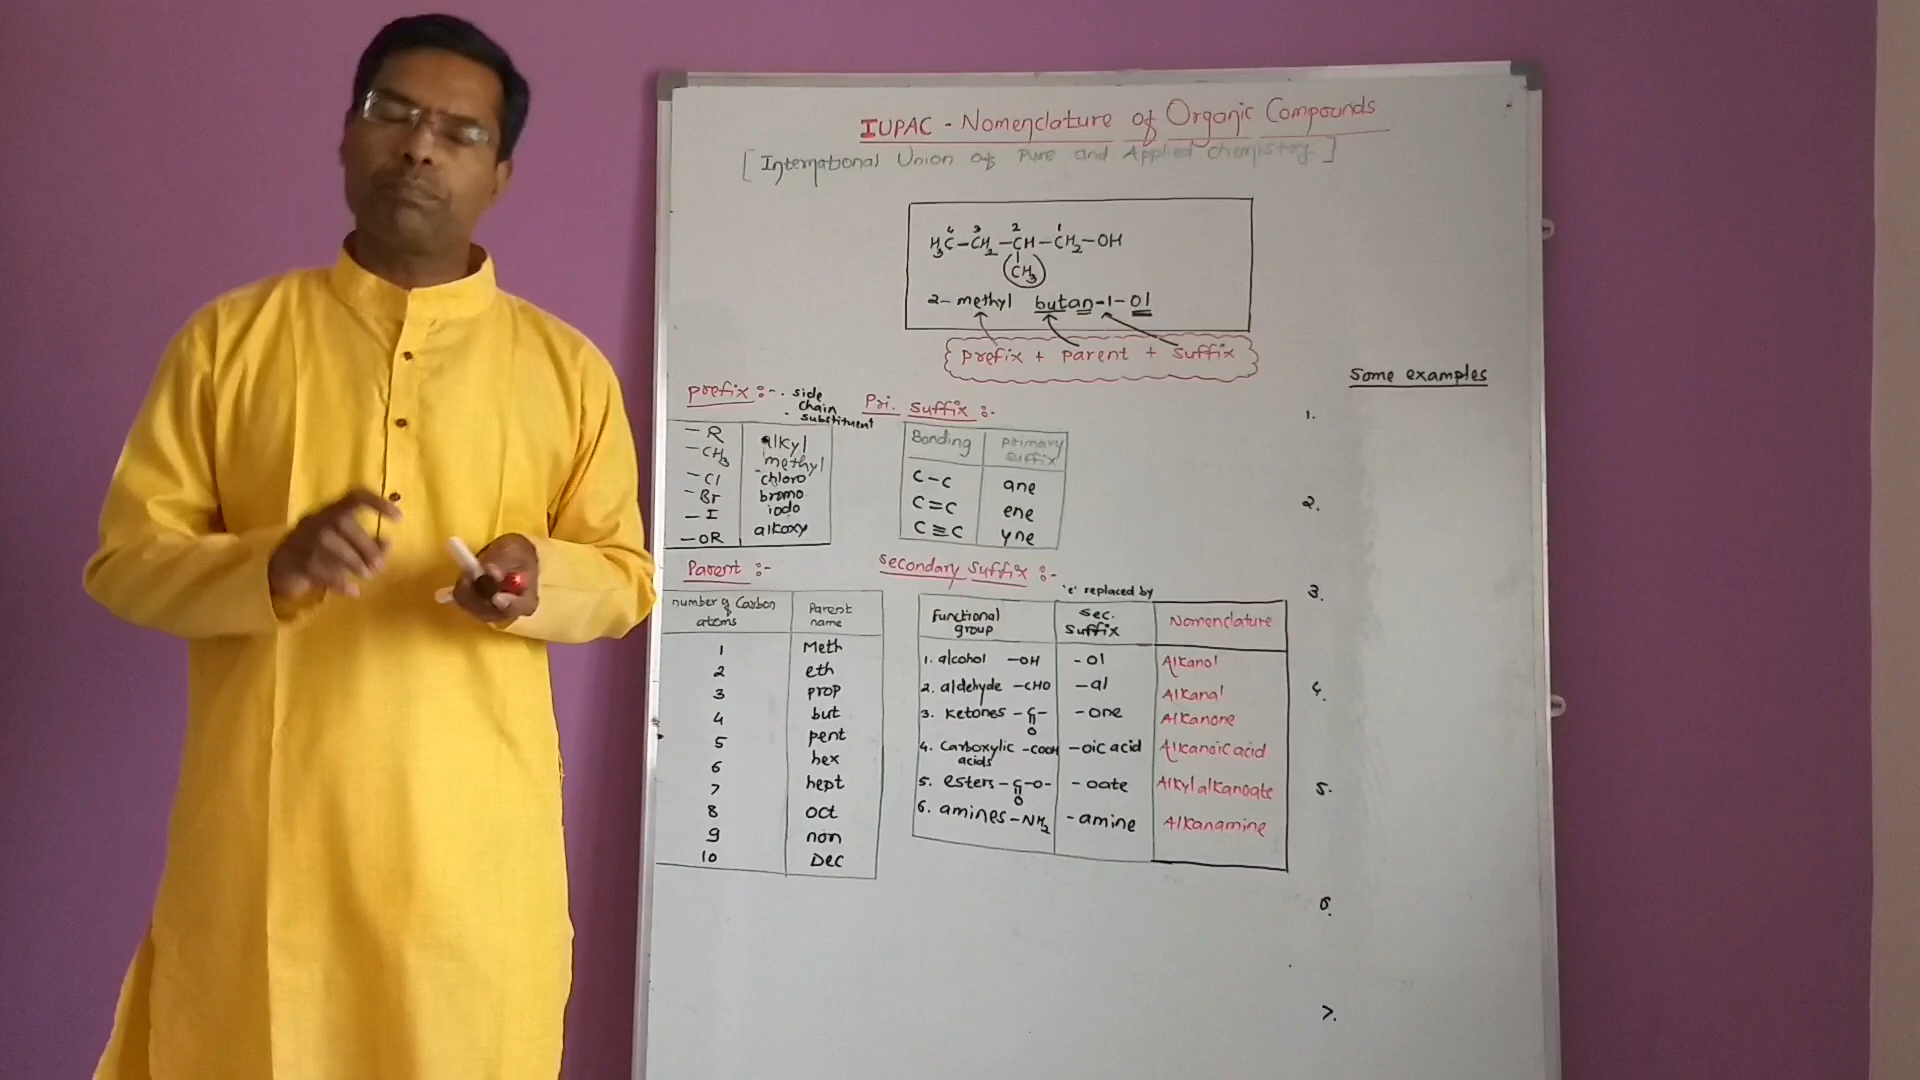 IUPAC - Nomenclature of Organic Compounds
[ International Union of Pure and Applied Chemistry ]
4 3 2 1
H₃C-CH₂-CH-CH₂-OH
CH₃
2-methyl butan-1-ol
Prefix + Parent + Suffix
Prefix :- - side chain
- substituent
-R alkyl
-CH₃ methyl
-Cl chloro
-Br bromo
-I iodo
-OR alkoxy
Pri. Suffix :-
Bonding primary suffix
C-C ane
C=C ene
C≡C yne
Parent :-
number of Carbon atoms Parent name
1 Meth
2 eth
3 prop
4 but
5 pent
6 hex
7 hept
8 oct
9 non
10 Dec
Secondary Suffix :-
'e' replaced by
Functional group Sec. Suffix Nomenclature
1. alcohol -OH -ol Alkanol
2. aldehyde -CHO -al Alkanal
3. ketones -C- -one Alkanone
O
4. Carboxylic acids -COOH -oic acid Alkanoic acid
5. esters -C-O- -oate Alkyl alkanoate
O
6. amines -NH₂ -amine Alkanamine
Some examples
1.
2.
3.
4.
5.
6.
7.